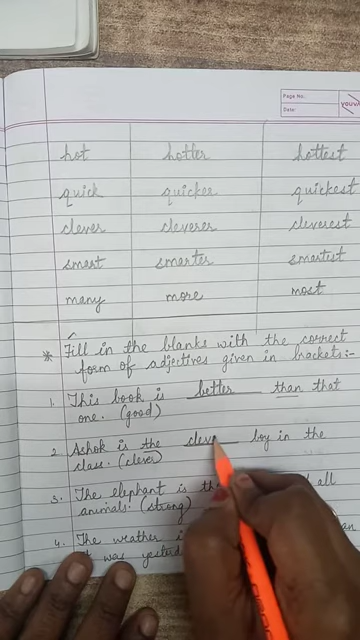 Page No:
Date:
YOUVA
hot hotter hottest
quick quicker quickest
clever cleverer cleverest
smart smarter smartest
many more most
* Fill in the blanks with the correct
form of adjectives given in brackets:-
1. This book is better than that
one. (good)
2. Ashok is the cleve boy in the
class. (clever)
3. The elephant is all
animals. (strong)
4. The weather
it was yesterd